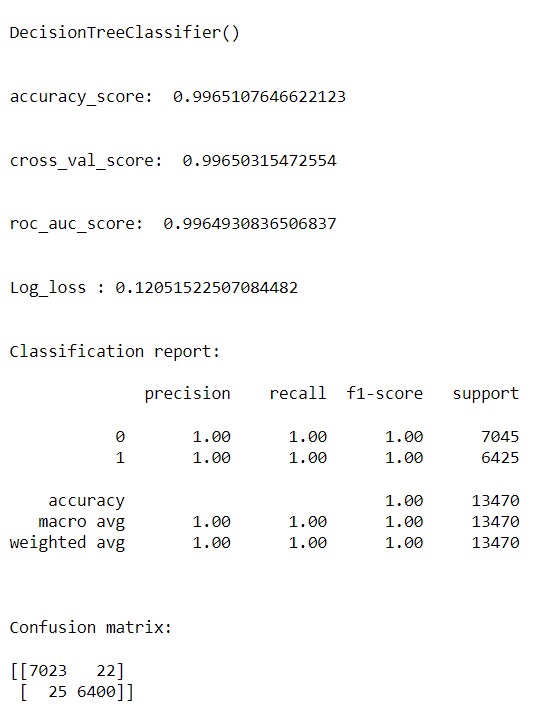 DecisionTreeClassifier()
accuracy_score:  0.9965107646622123
cross_val_score:  0.99650315472554
roc_auc_score:  0.9964930836506837
Log_loss : 0.12051522507084482
Classification report:
              precision    recall  f1-score   support
           0       1.00      1.00      1.00      7045
           1       1.00      1.00      1.00      6425
    accuracy                           1.00     13470
   macro avg       1.00      1.00      1.00     13470
weighted avg       1.00      1.00      1.00     13470
Confusion matrix:
[[7023   22]
 [  25 6400]]